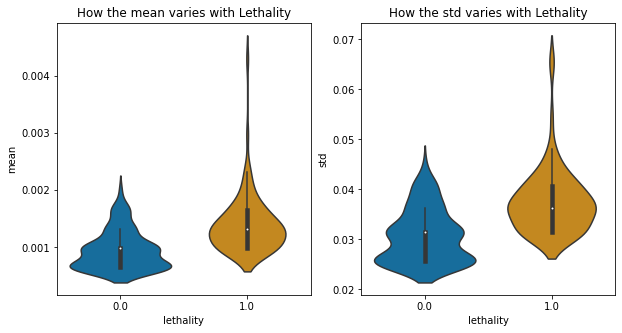 How the mean varies with Lethality
mean
0.004
0.003
0.002
0.001
0.0
1.0
lethality
How the std varies with Lethality
std
0.07
0.06
0.05
0.04
0.03
0.02
0.0
1.0
lethality